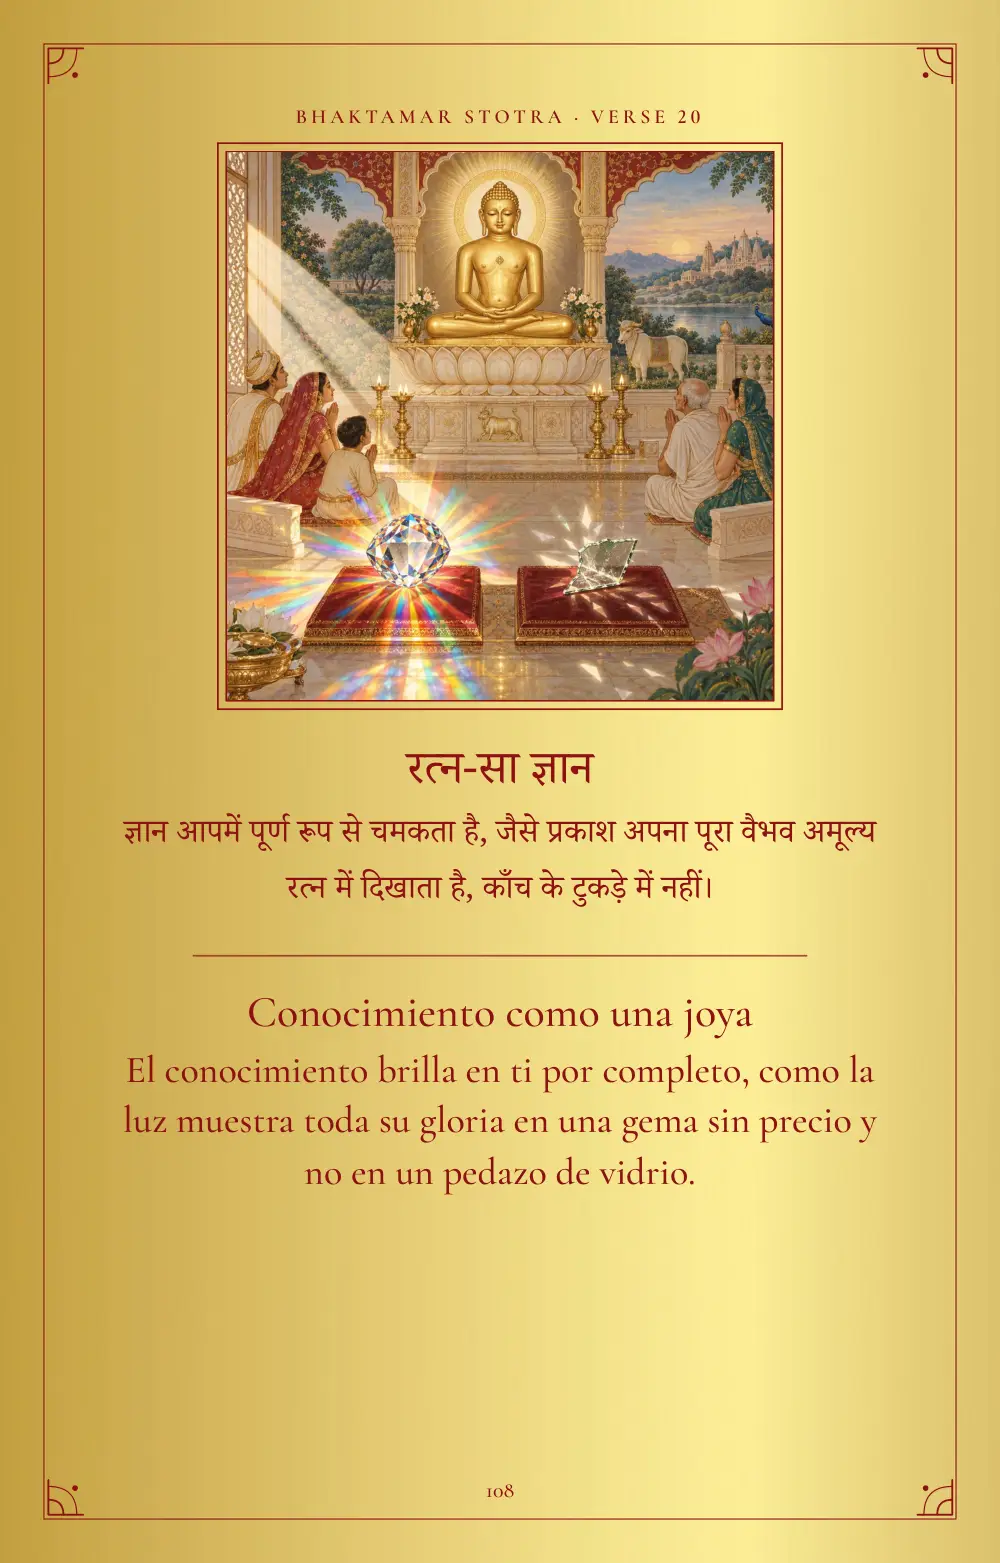 BHAKTAMAR STOTRA · VERSE 20
रत्न-सा ज्ञान
ज्ञान आपमें पूर्ण रूप से चमकता है, जैसे प्रकाश अपना पूरा वैभव अमूल्य
रत्न में दिखाता है, काँच के टुकड़े में नहीं।
Conocimiento como una joya
El conocimiento brilla en ti por completo, como la
luz muestra toda su gloria en una gema sin precio y
no en un pedazo de vidrio.
108